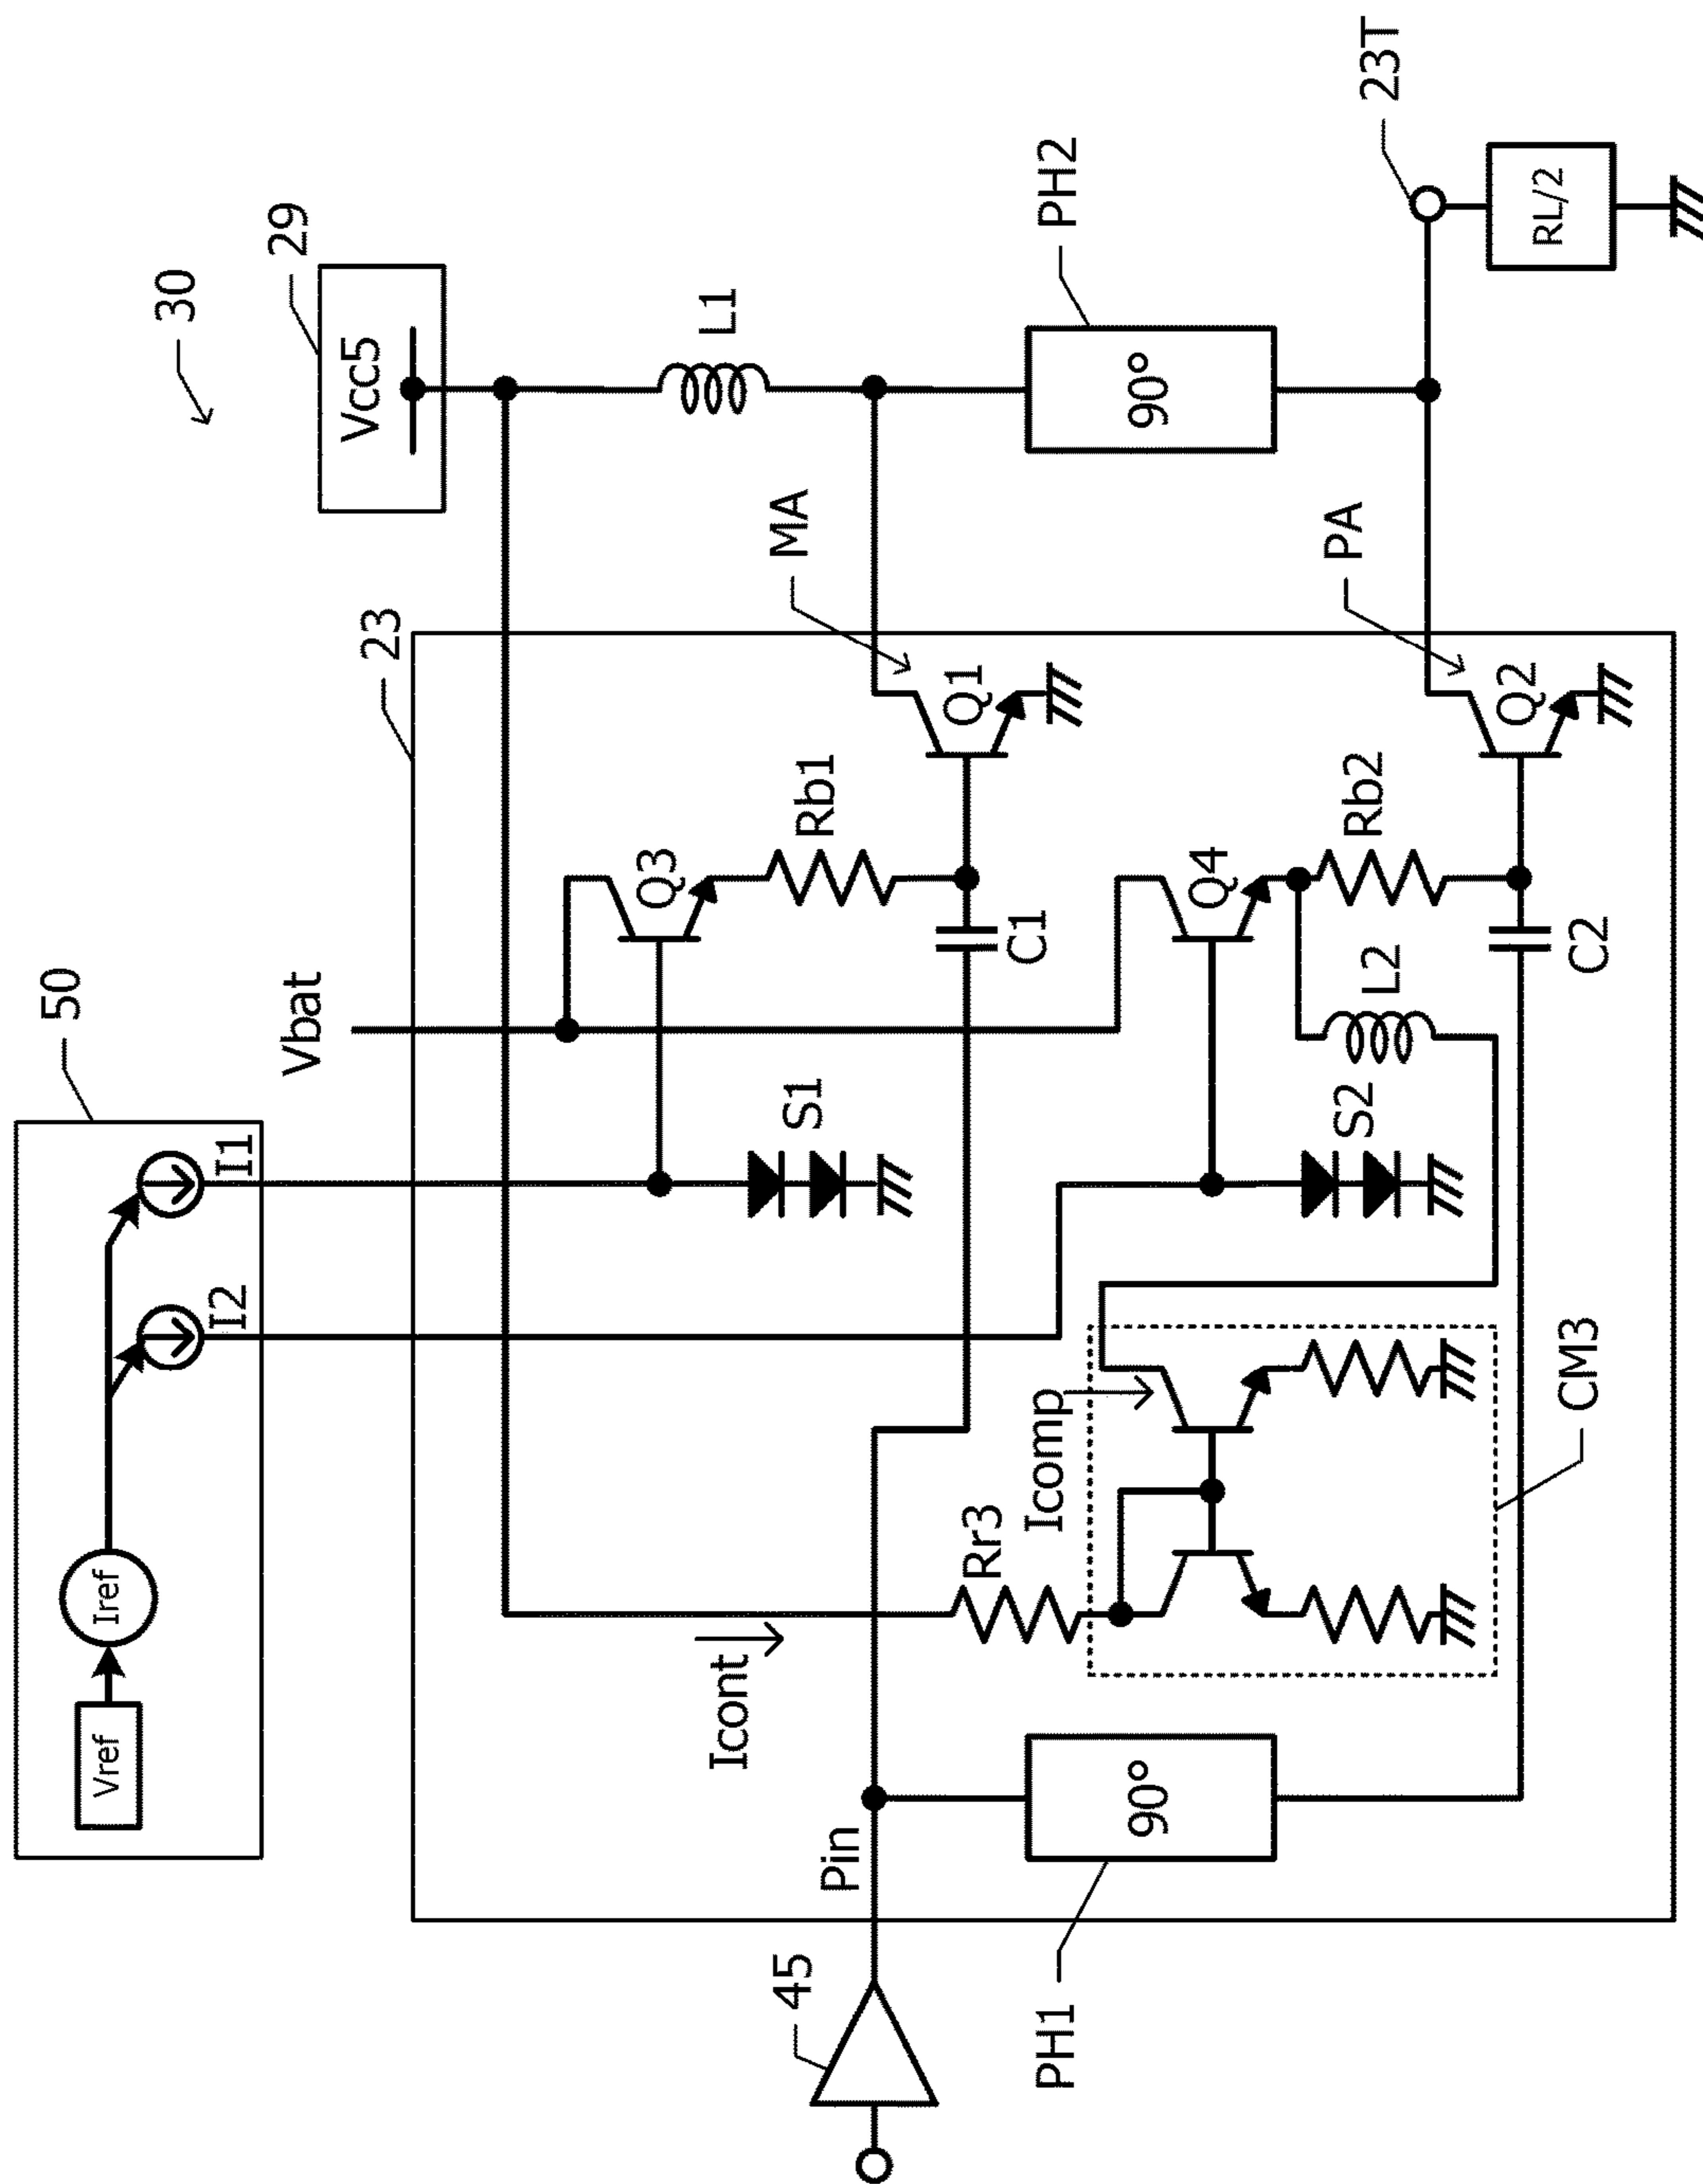 30
50
Vref
Iref
I2
I1
Vbat
23
29
Vcc5
L1
MA
Q3
Rb1
Q1
S1
C1
Icont
Pin
45
PH1
90°
Rr3
Icomp
CM3
S2
L2
Q4
Rb2
C2
Q2
PA
PH2
90°
23T
RL/2